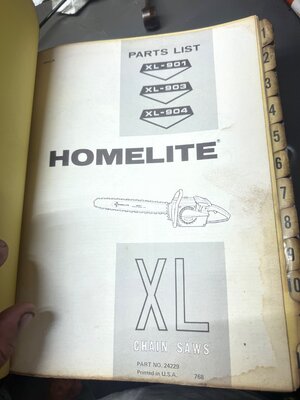 PARTS LIST
XL-901
XL-903
XL-904
HOMELITE®
XL
CHAIN SAWS
PART NO. 24229
Printed in U.S.A. 768
1
2
3
4
5
6
7
8
9
10